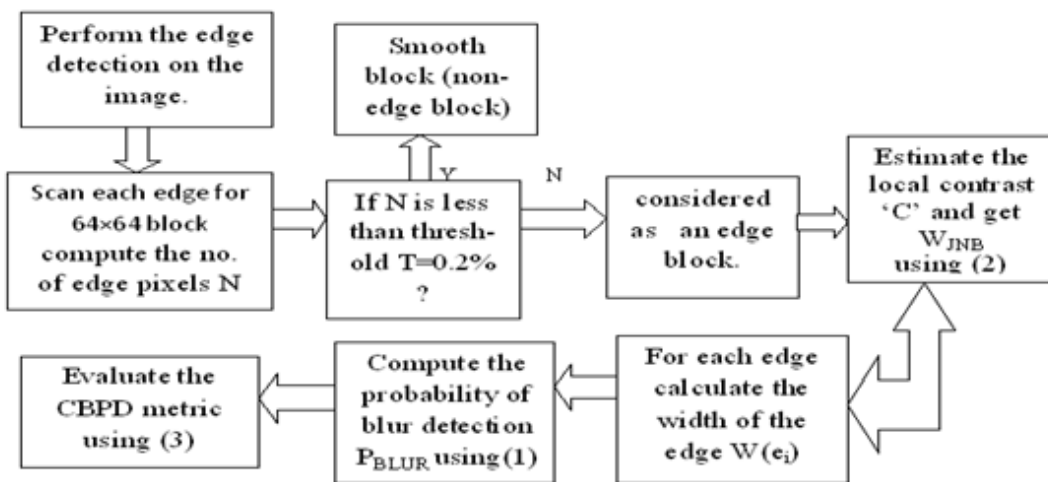 Perform the edge
detection on the
image.
Smooth
block (non-
edge block)
Scan each edge for
64×64 block
compute the no.
of edge pixels N
Y
N
If N is less
than thresh-
old T=0.2%
?
considered
as an edge
block.
Estimate the
local contrast
‘C’ and get
W_JNB
using (2)
For each edge
calculate the
width of the
edge W(e_i)
Compute the
probability of
blur detection
P_BLUR using(1)
Evaluate the
CBPD metric
using (3)